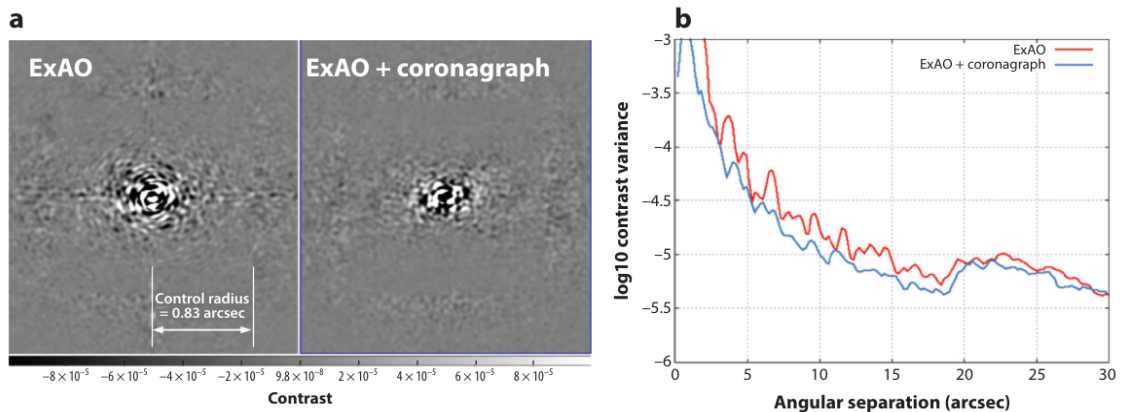 a
ExAO
ExAO + coronagraph
Control radius
= 0.83 arcsec
−8 × 10⁻⁵ −6 × 10⁻⁵ −4 × 10⁻⁵ −2 × 10⁻⁵ 9.8 × 10⁻⁸ 2 × 10⁻⁵ 4 × 10⁻⁵ 6 × 10⁻⁵ 8 × 10⁻⁵
Contrast
b
ExAO
ExAO + coronagraph
log10 contrast variance
−3
−3.5
−4
−4.5
−5
−5.5
−6
0 5 10 15 20 25 30
Angular separation (arcsec)